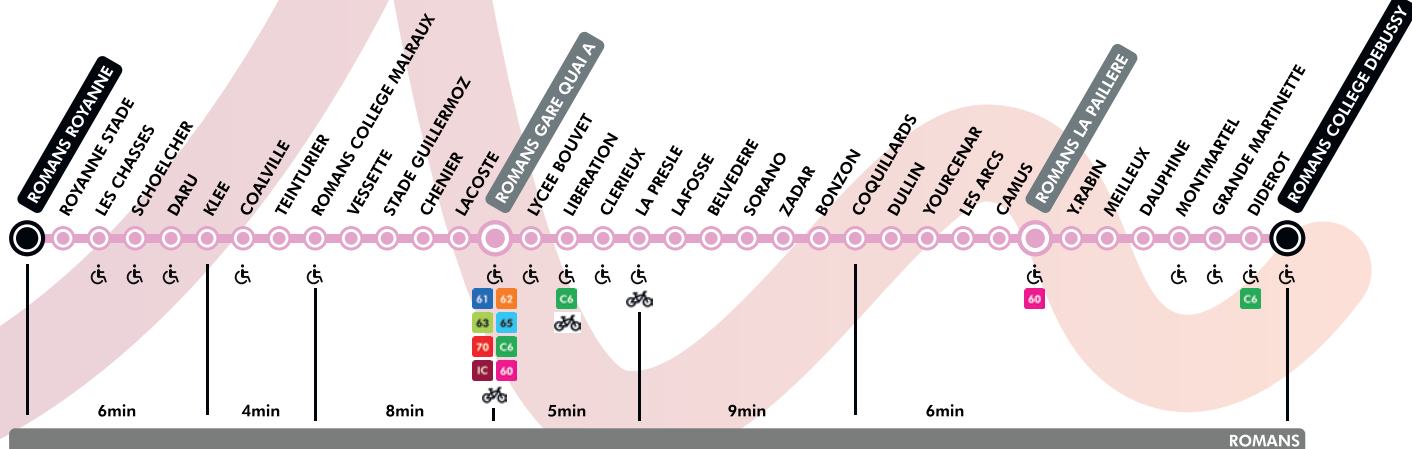 ROMANS ROYANNE
ROYANNE STADE
LES CHASSES
SCHOELCHER
DARU
KLEE
COALVILLE
TEINTURIER
ROMANS COLLEGE MALRAUX
VESSETTE
STADE GUILLERMOZ
CHENIER
LACOSTE
ROMANS GARE QUAI A
LYCEE BOUVET
LIBERATION
CLERIEUX
LA PRESLE
LAFOSSE
BELVEDERE
SORANO
ZADAR
BONZON
COQUILLARDS
DULLIN
YOURCENAR
LES ARCS
CAMUS
ROMANS LA PAILLERE
Y.RABIN
MEILLEUX
DAUPHINE
MONTMARTEL
GRANDE MARTINETTE
DIDEROT
ROMANS COLLEGE DEBUSSY
61 62
63 65
70 C6
IC 60
C6
60
C6
6min
4min
8min
5min
9min
6min
ROMANS